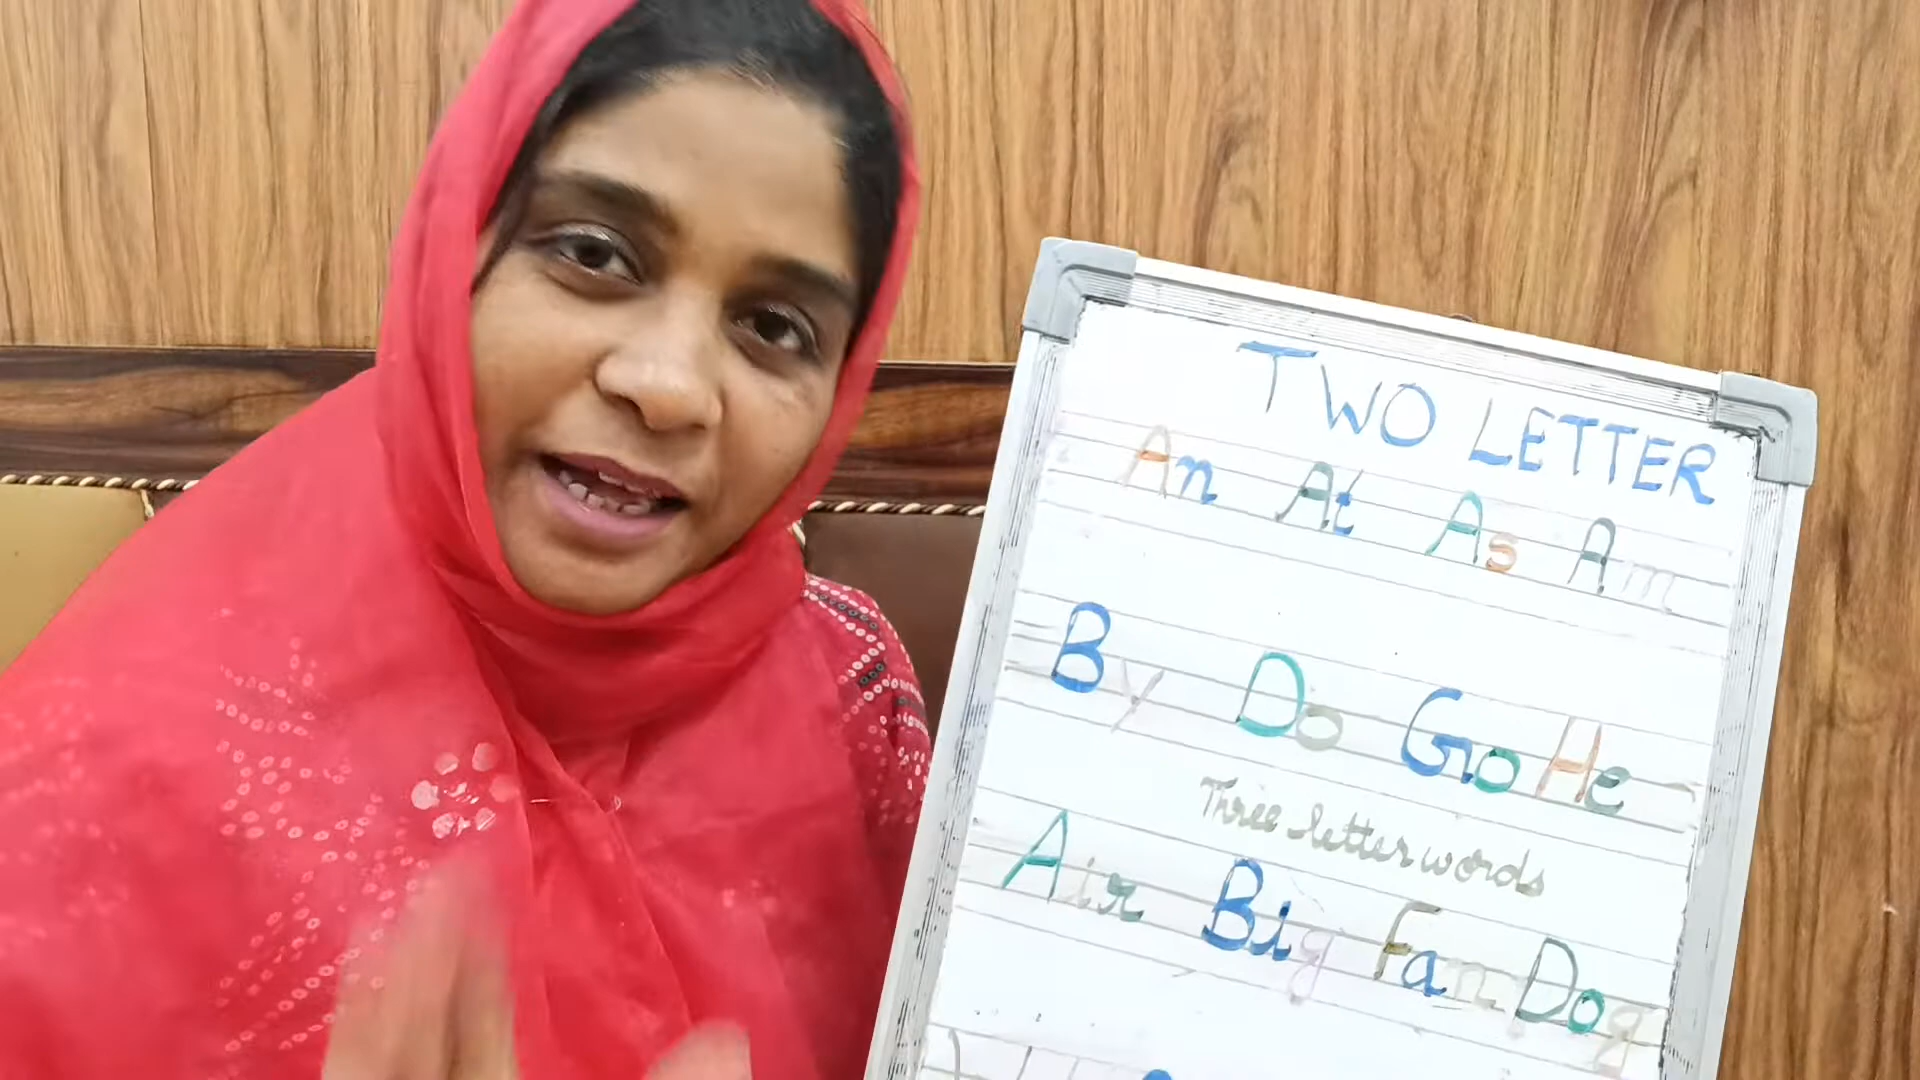 TWO LETTER
An At As Am
By Do Go He
Three letter words
Air Big Fan Dog